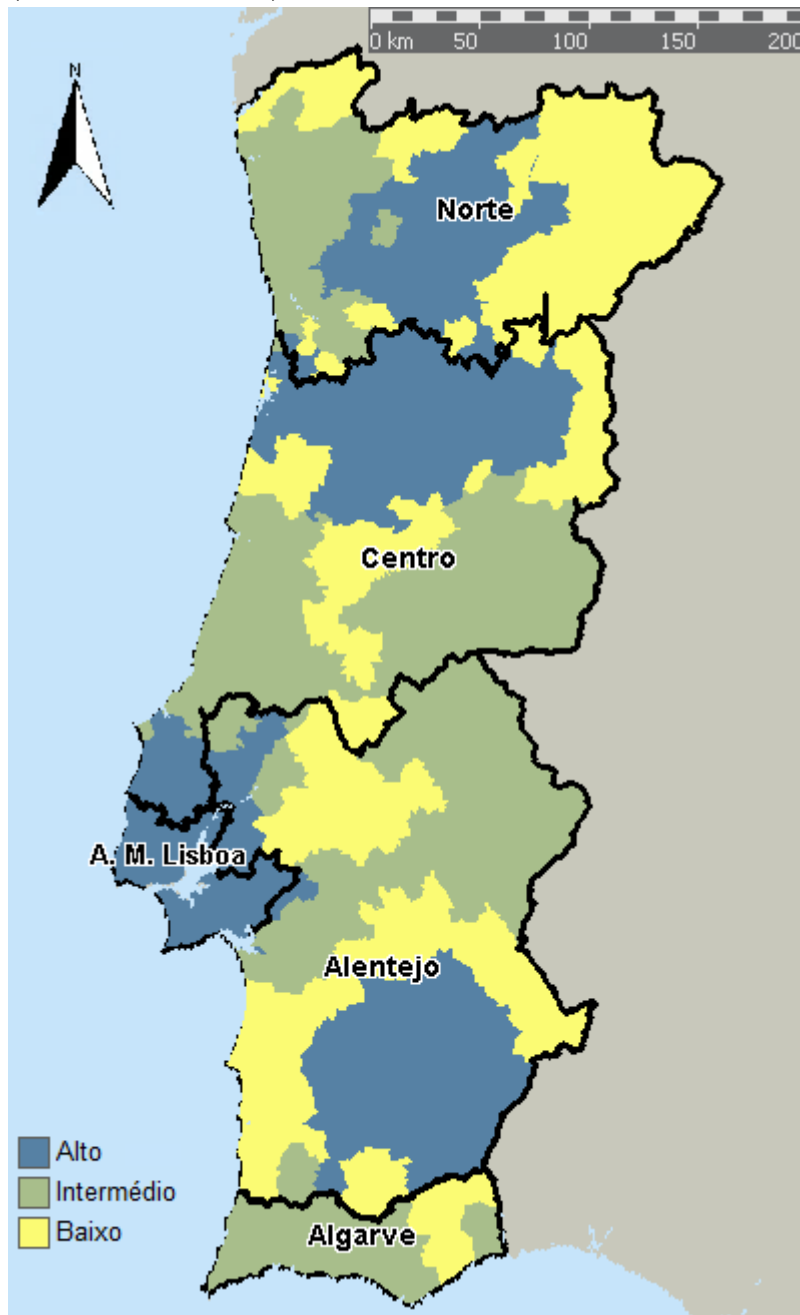 0 km 50 100 150 200
N
Norte
Centro
A. M. Lisboa
Alentejo
Alto
Intermédio
Baixo
Algarve